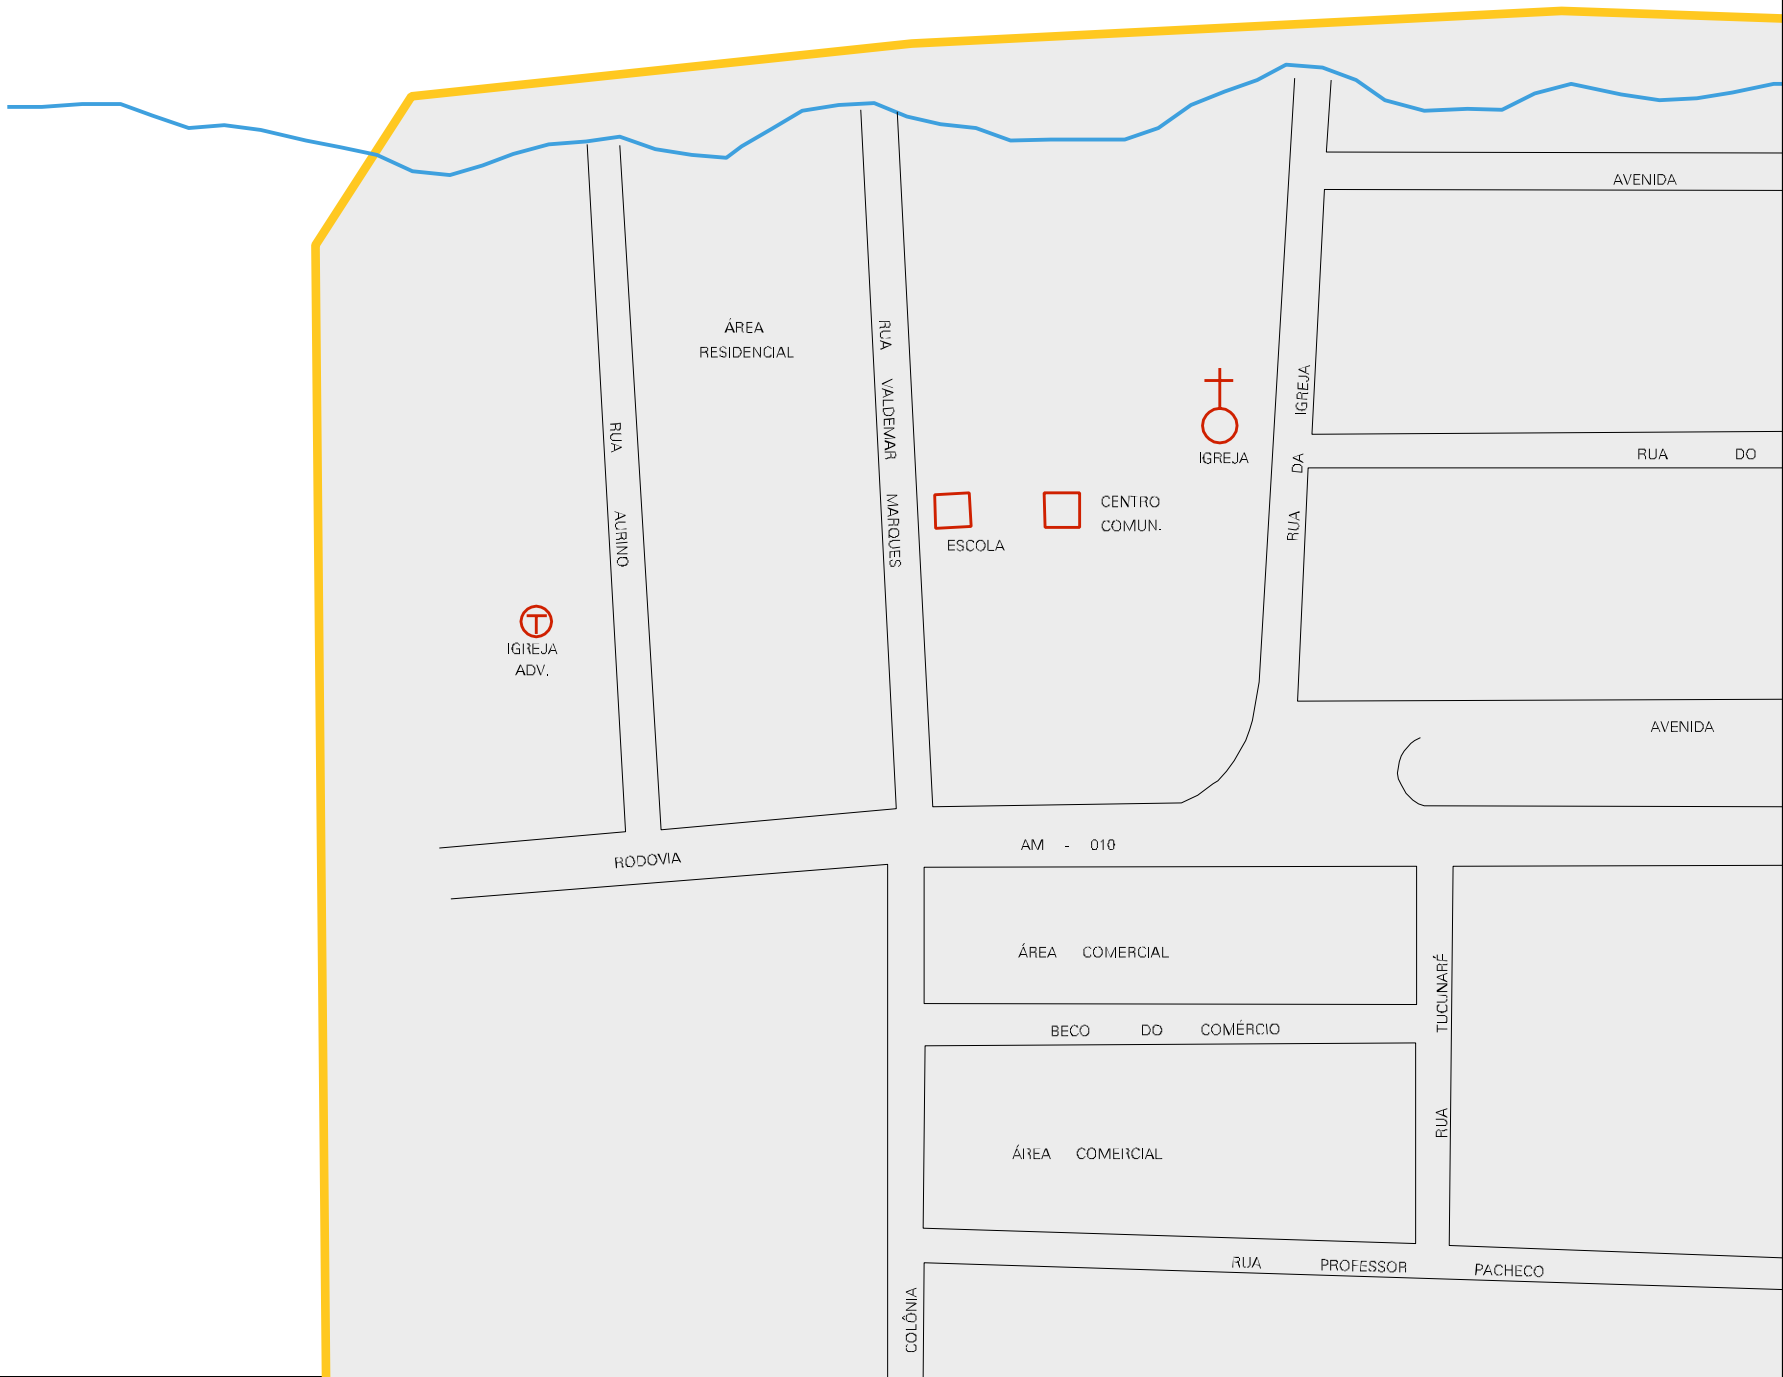 AVENIDA
ÁREA
RESIDENCIAL
RUA VALDEMAR MARQUES
RUA AURINO
RUA DA IGREJA
IGREJA
RUA DO
CENTRO
COMUN.
ESCOLA
IGREJA
ADV.
AVENIDA
AM - 010
RODOVIA
ÁREA COMERCIAL
RUA TUCUNARÉ
BECO DO COMÉRCIO
ÁREA COMERCIAL
RUA PROFESSOR PACHECO
COLÔNIA